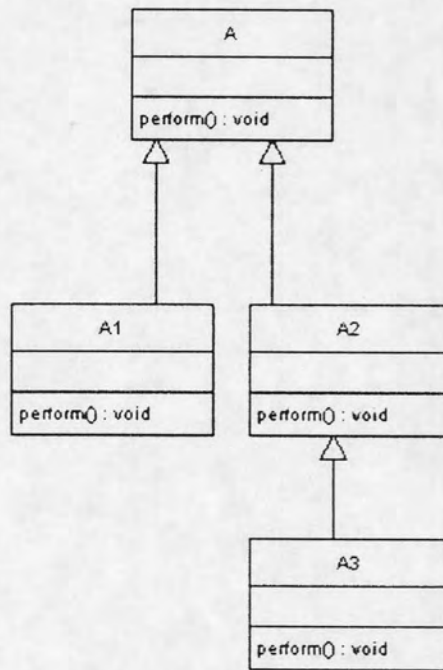 A
perform() : void
A1
perform() : void
A2
perform() : void
A3
perform() : void